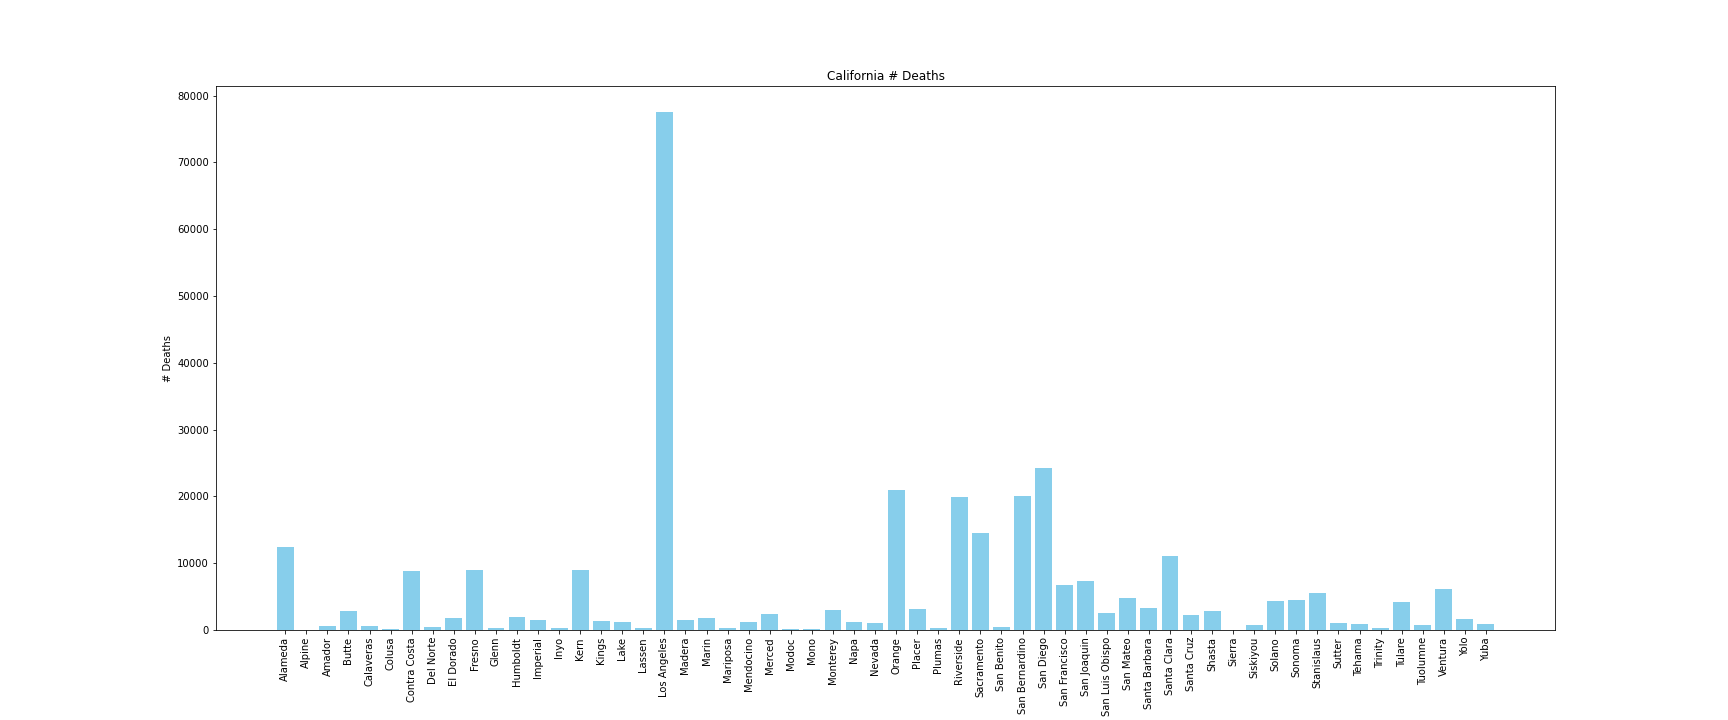 California # Deaths
80000
70000
60000
50000
40000
30000
20000
10000
0
# Deaths
Alameda
Alpine
Amador
Butte
Calaveras
Colusa
Contra Costa
Del Norte
El Dorado
Fresno
Glenn
Humboldt
Imperial
Inyo
Kern
Kings
Lake
Lassen
Los Angeles
Madera
Marin
Mariposa
Mendocino
Merced
Modoc
Mono
Monterey
Napa
Nevada
Orange
Placer
Plumas
Riverside
Sacramento
San Benito
San Bernardino
San Diego
San Francisco
San Joaquin
San Luis Obispo
San Mateo
Santa Barbara
Santa Clara
Santa Cruz
Shasta
Sierra
Siskiyou
Solano
Sonoma
Stanislaus
Sutter
Tehama
Trinity
Tulare
Tuolumne
Ventura
Yolo
Yuba